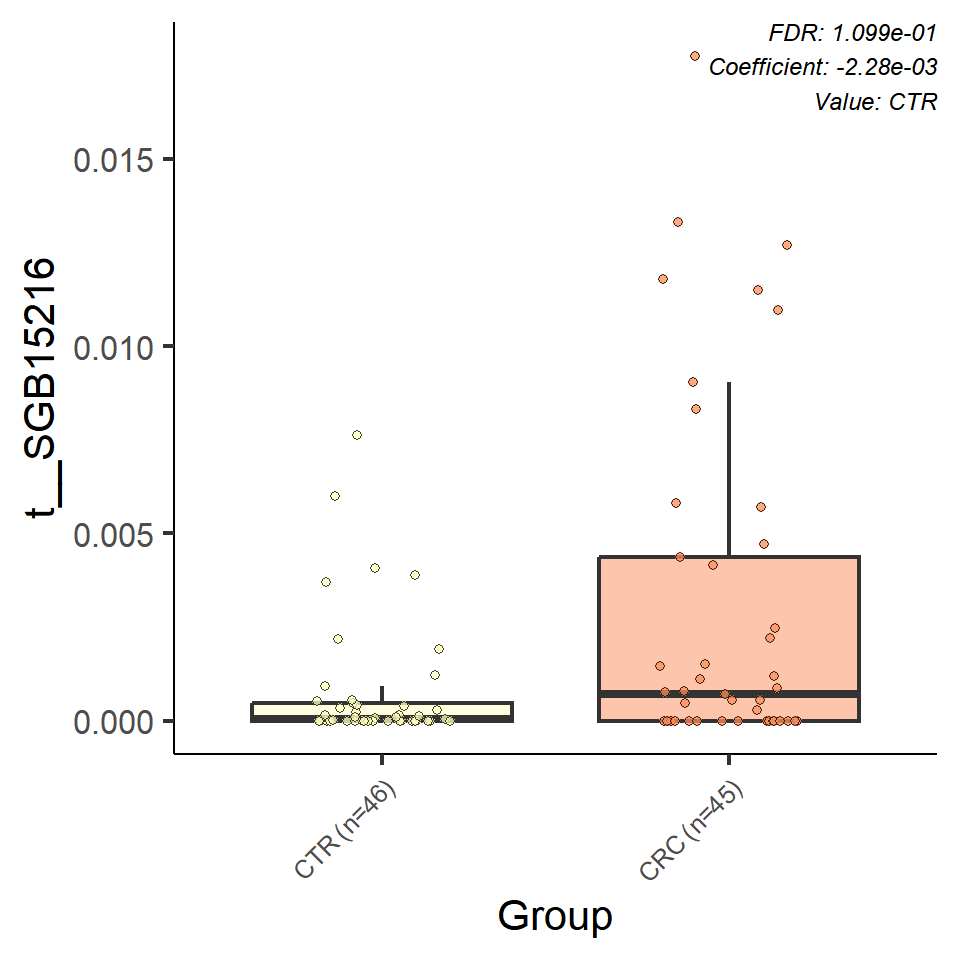 FDR: 1.099e-01
Coefficient: -2.28e-03
Value: CTR
0.015
0.010
0.005
0.000
t__SGB15216
CTR (n=46)
CRC (n=45)
Group